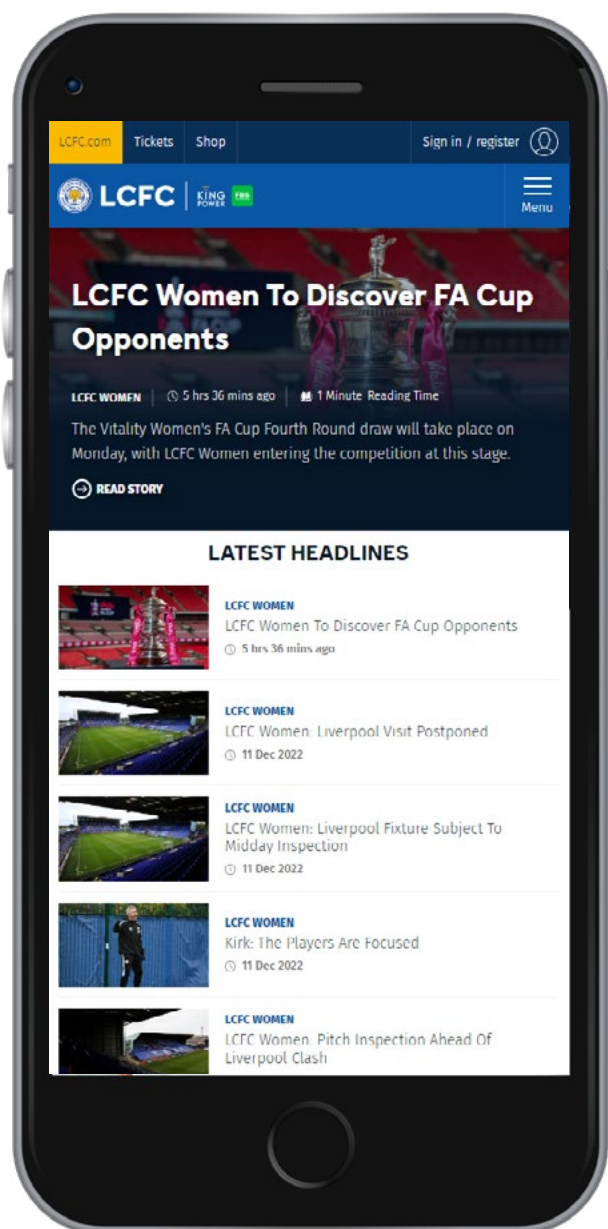 LCFC.com Tickets Shop Sign in / register
LCFC KING POWER FBS Menu
LCFC Women To Discover FA Cup
Opponents
LCFC WOMEN 5 hrs 36 mins ago 1 Minute Reading Time
The Vitality Women's FA Cup Fourth Round draw will take place on
Monday, with LCFC Women entering the competition at this stage.
READ STORY
LATEST HEADLINES
LCFC WOMEN
LCFC Women To Discover FA Cup Opponents
5 hrs 36 mins ago
LCFC WOMEN
LCFC Women: Liverpool Visit Postponed
11 Dec 2022
LCFC WOMEN
LCFC Women: Liverpool Fixture Subject To
Midday Inspection
11 Dec 2022
LCFC WOMEN
Kirk: The Players Are Focused
11 Dec 2022
LCFC WOMEN
LCFC Women: Pitch Inspection Ahead Of
Liverpool Clash